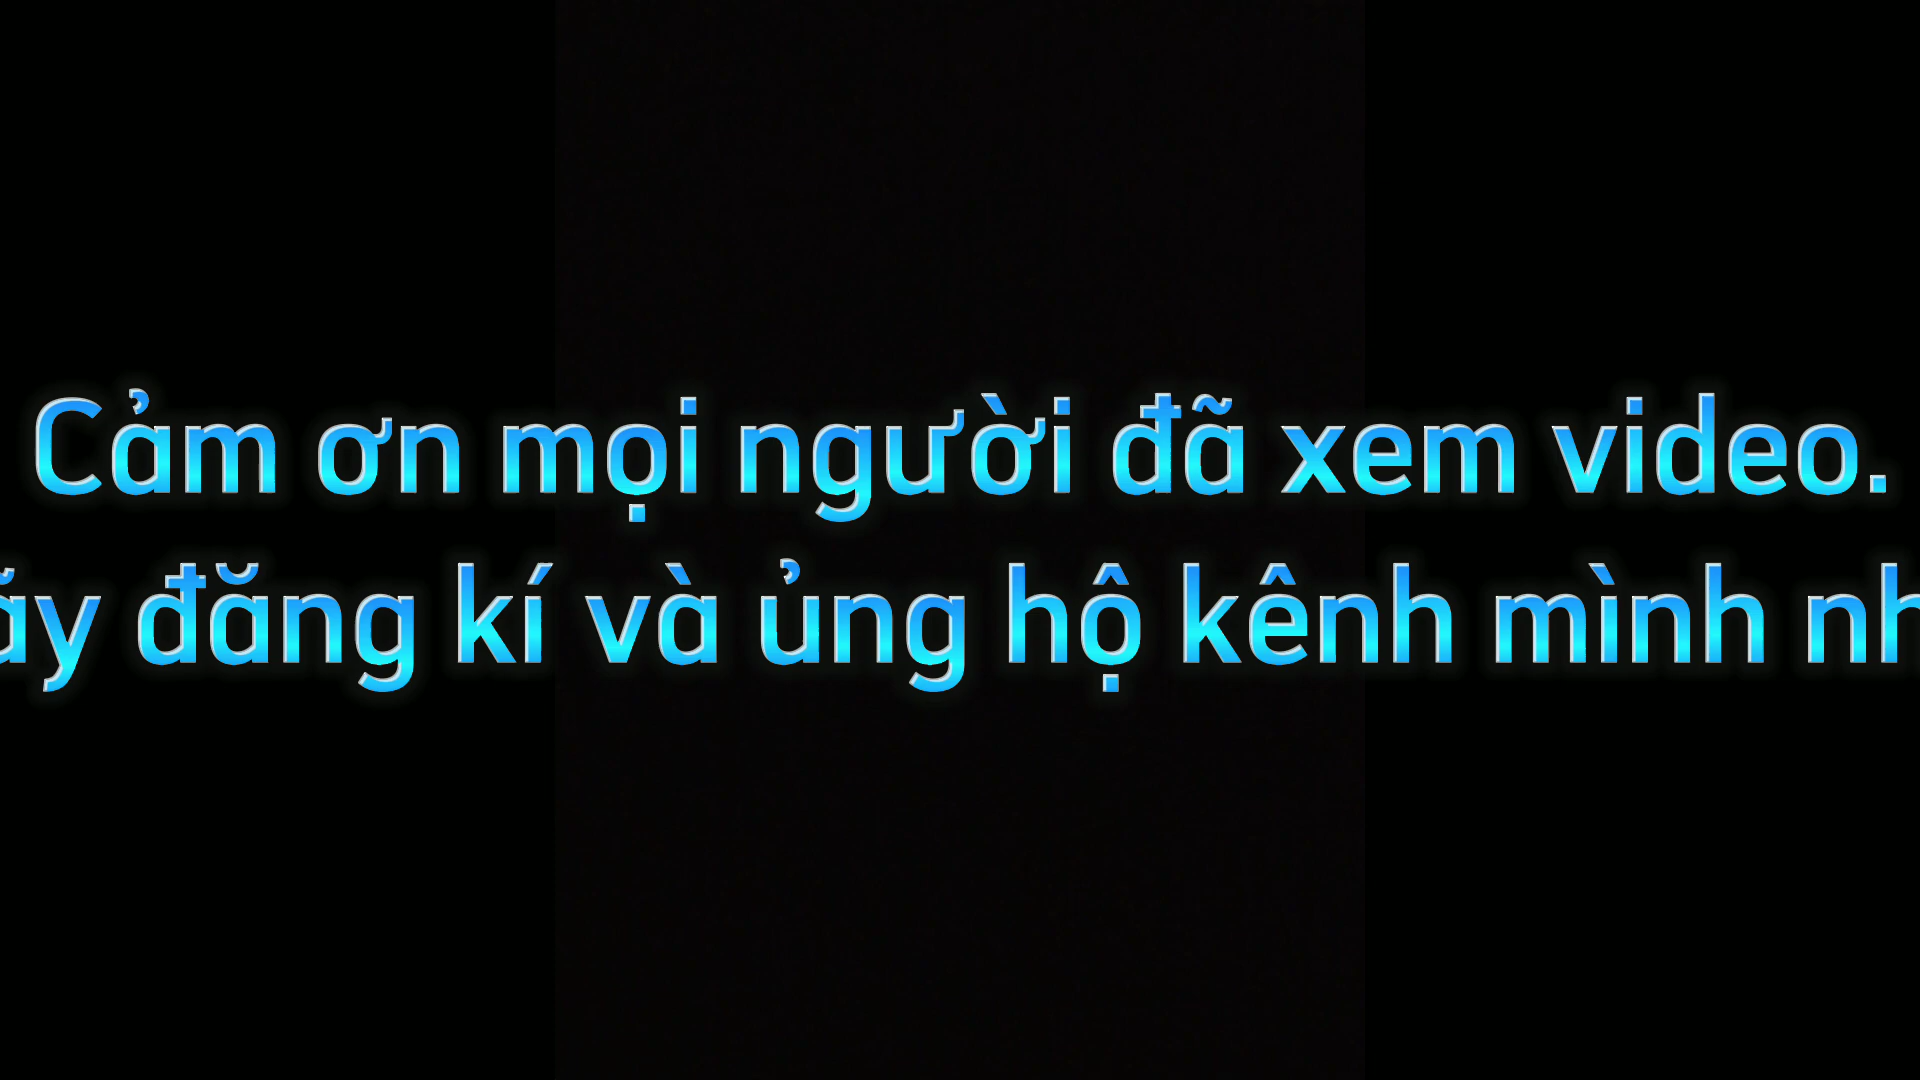 Cảm ơn mọi người đã xem video.
đăng kí và ủng hộ kênh mình